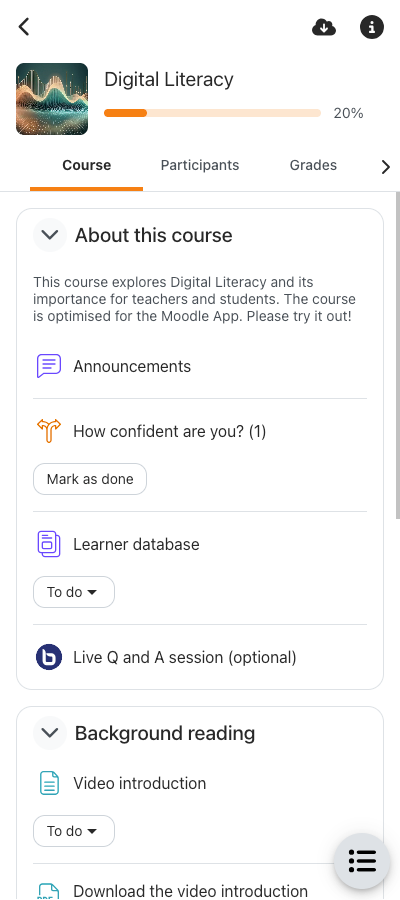 Digital Literacy
20%
Course
Participants
Grades
About this course
This course explores Digital Literacy and its
importance for teachers and students. The course
is optimised for the Moodle App. Please try it out!
Announcements
How confident are you? (1)
Mark as done
Learner database
To do
Live Q and A session (optional)
Background reading
Video introduction
To do
Download the video introduction